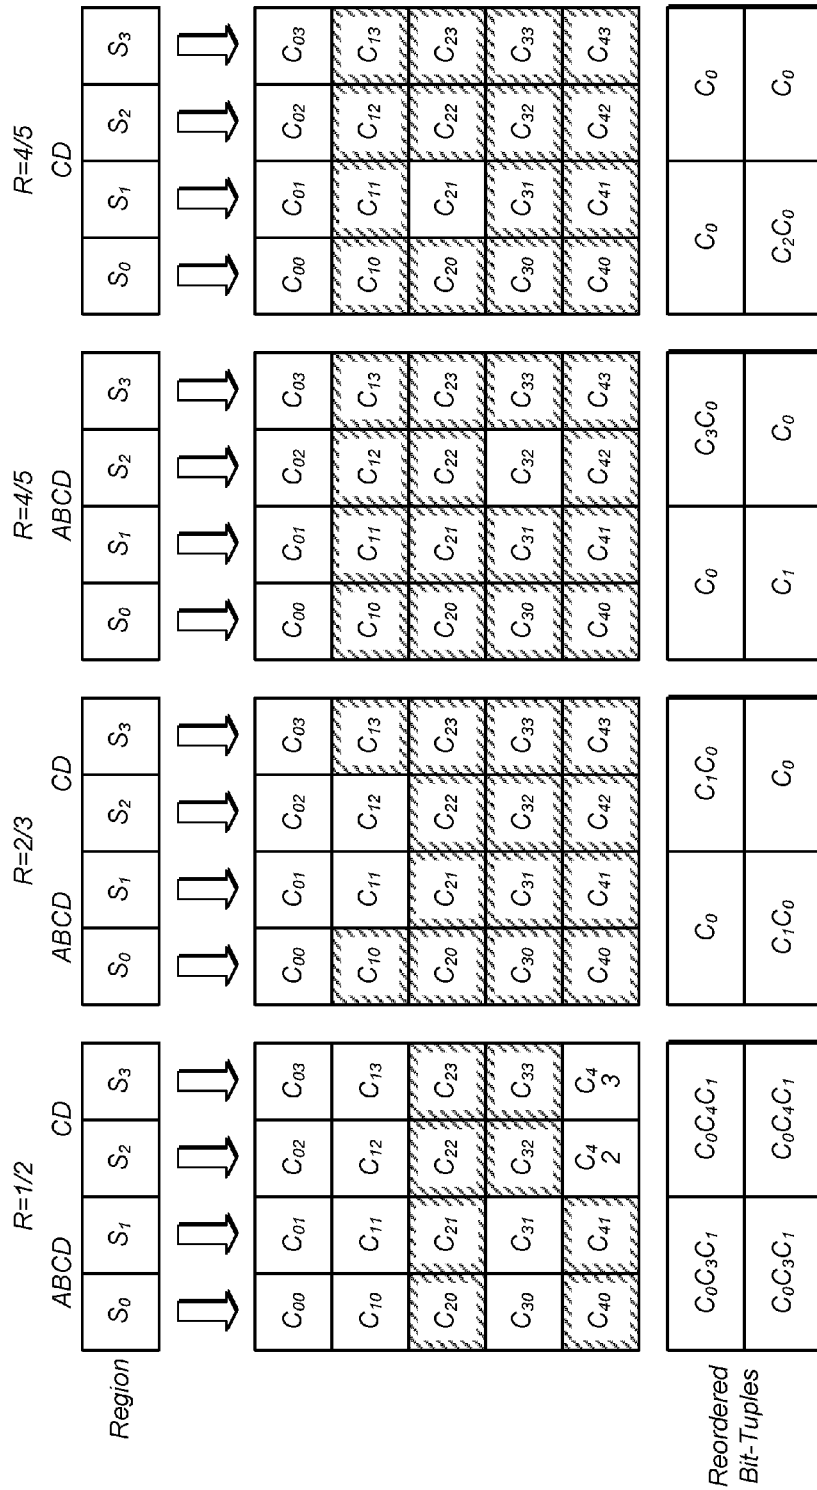 R=1/2 R=2/3 R=4/5 R=4/5
ABCD CD ABCD CD ABCD CD
Region S0 S1 S2 S3 S0 S1 S2 S3 S0 S1 S2 S3 S0 S1 S2 S3
C00 C01 C02 C03 C00 C01 C02 C03 C00 C01 C02 C03 C00 C01 C02 C03
C10 C11 C12 C13 C10 C11 C12 C13 C10 C11 C12 C13 C10 C11 C12 C13
C20 C21 C22 C23 C20 C21 C22 C23 C20 C21 C22 C23 C20 C21 C22 C23
C30 C31 C32 C33 C30 C31 C32 C33 C30 C31 C32 C33 C30 C31 C32 C33
C40 C41 C42 C43 C40 C41 C42 C43 C40 C41 C42 C43 C40 C41 C42 C43
Reordered C0C3C1 C0C4C1 C0 C1C0 C0 C3C0 C0 C0
Bit-Tuples C0C3C1 C0C4C1 C1C0 C0 C1 C0 C2C0 C0